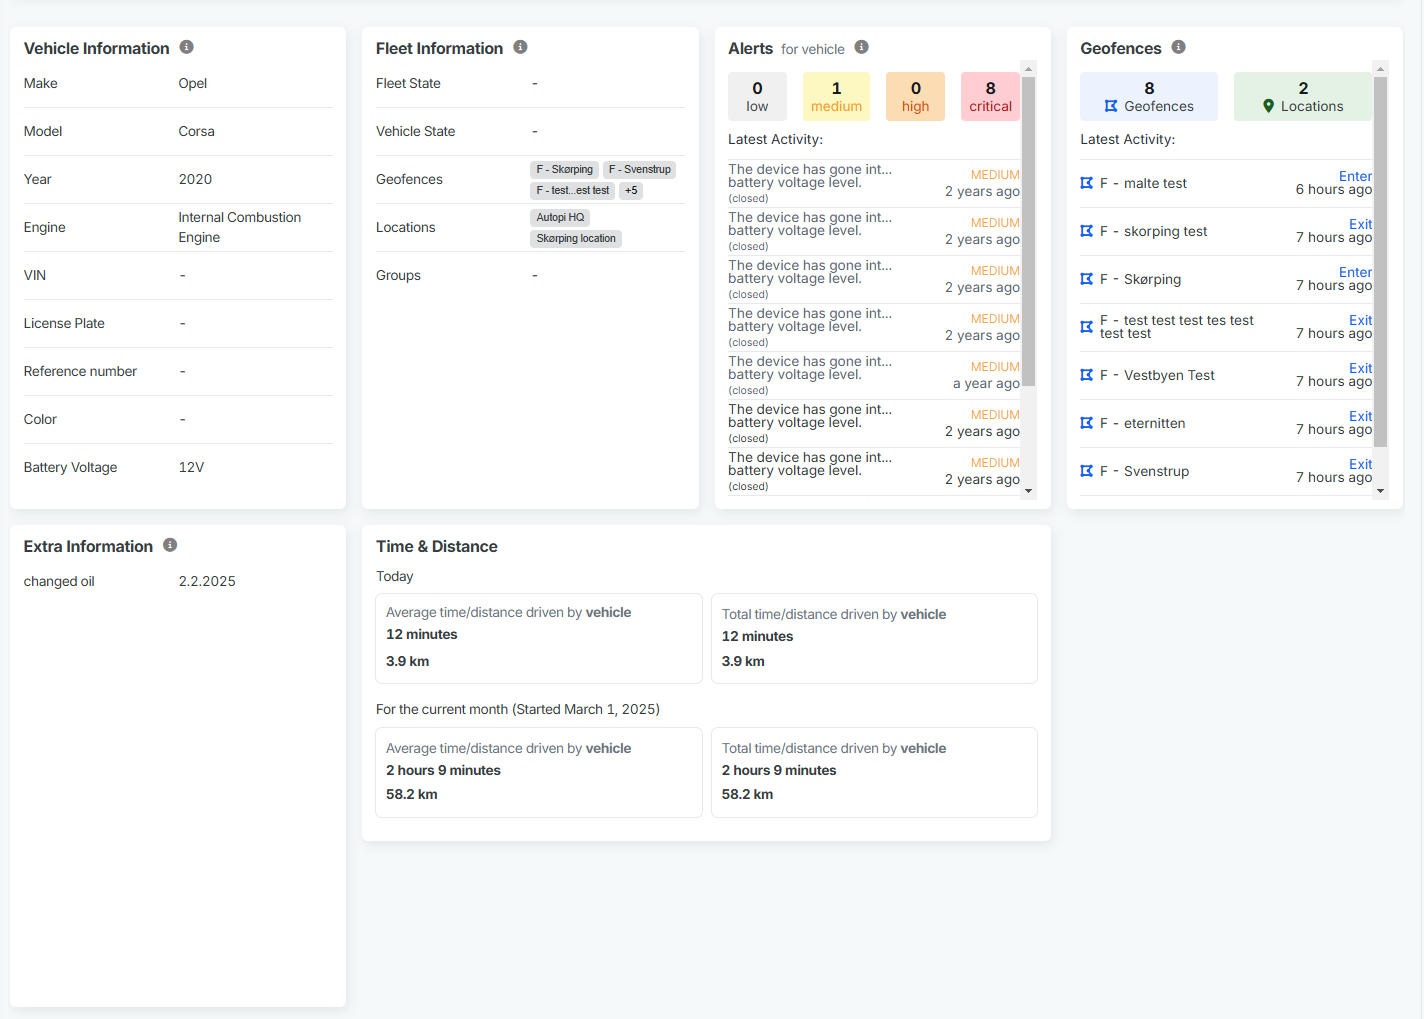 Vehicle Information
Make Opel
Model Corsa
Year 2020
Engine Internal Combustion
Engine
VIN -
License Plate -
Reference number -
Color -
Battery Voltage 12V
Fleet Information
Fleet State -
Vehicle State -
Geofences F - Skørping F - Svenstrup
F - test...est test +5
Locations Autopi HQ
Skørping location
Groups -
Alerts for vehicle
0 1 0 8
low medium high critical
Latest Activity:
The device has gone int... MEDIUM
battery voltage level. 2 years ago
(closed)
The device has gone int... MEDIUM
battery voltage level. 2 years ago
(closed)
The device has gone int... MEDIUM
battery voltage level. 2 years ago
(closed)
The device has gone int... MEDIUM
battery voltage level. 2 years ago
(closed)
The device has gone int... MEDIUM
battery voltage level. a year ago
(closed)
The device has gone int... MEDIUM
battery voltage level. 2 years ago
(closed)
The device has gone int... MEDIUM
battery voltage level. 2 years ago
(closed)
Geofences
8 2
Geofences Locations
Latest Activity:
F - malte test Enter
6 hours ago
F - skorping test Exit
7 hours ago
F - Skørping Enter
7 hours ago
F - test test test tes test Exit
test test 7 hours ago
F - Vestbyen Test Exit
7 hours ago
F - eternitten Exit
7 hours ago
F - Svenstrup Exit
7 hours ago
Extra Information
changed oil 2.2.2025
Time & Distance
Today
Average time/distance driven by vehicle
12 minutes
3.9 km
Total time/distance driven by vehicle
12 minutes
3.9 km
For the current month (Started March 1, 2025)
Average time/distance driven by vehicle
2 hours 9 minutes
58.2 km
Total time/distance driven by vehicle
2 hours 9 minutes
58.2 km